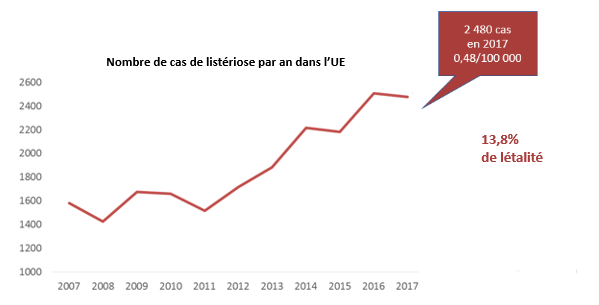 2 480 cas
en 2017
0,48/100 000
Nombre de cas de listériose par an dans l’UE
2600
2400
2200
2000
1800
1600
1400
1200
1000
13,8%
de létalité
2007 2008 2009 2010 2011 2012 2013 2014 2015 2016 2017